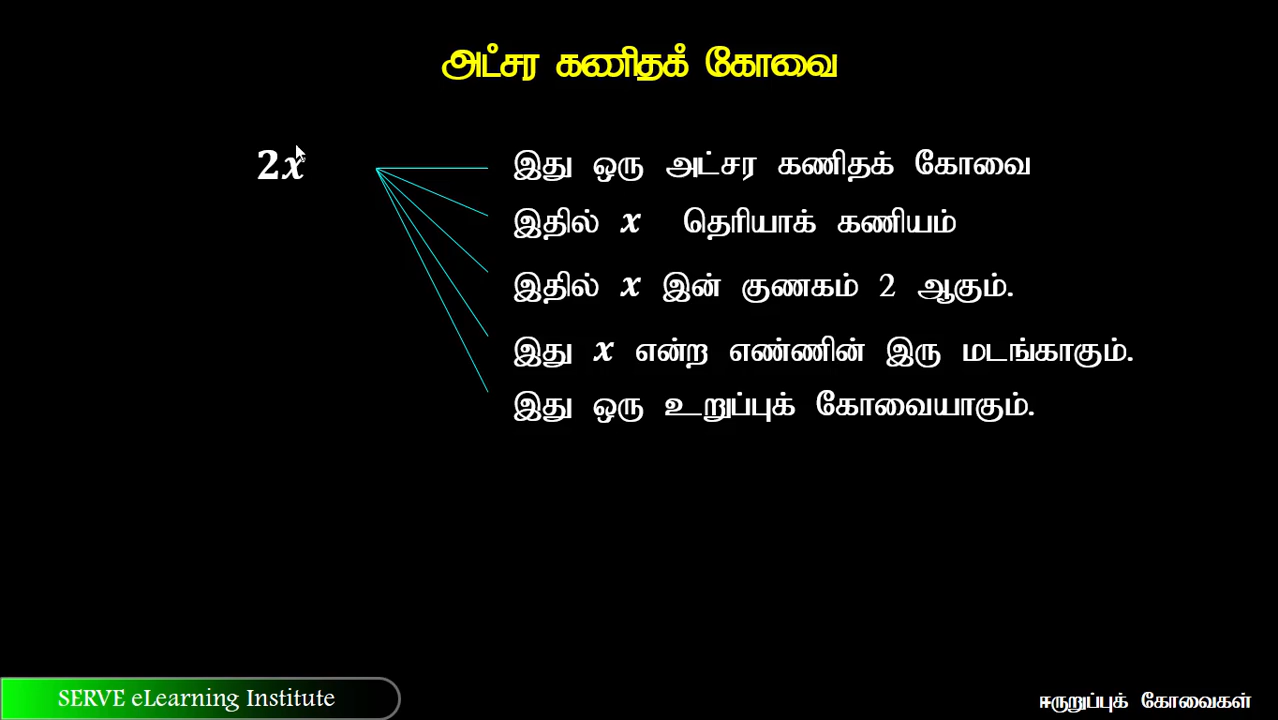 அட்சர கணிதக் கோவை
2x
இது ஒரு அட்சர கணிதக் கோவை
இதில் x தெரியாக் கணியம்
இதில் x இன் குணகம் 2 ஆகும்.
இது x என்ற எண்ணின் இரு மடங்காகும்.
இது ஒரு உறுப்புக் கோவையாகும்.
SERVE eLearning Institute
ஈருறுப்புக் கோவைகள்